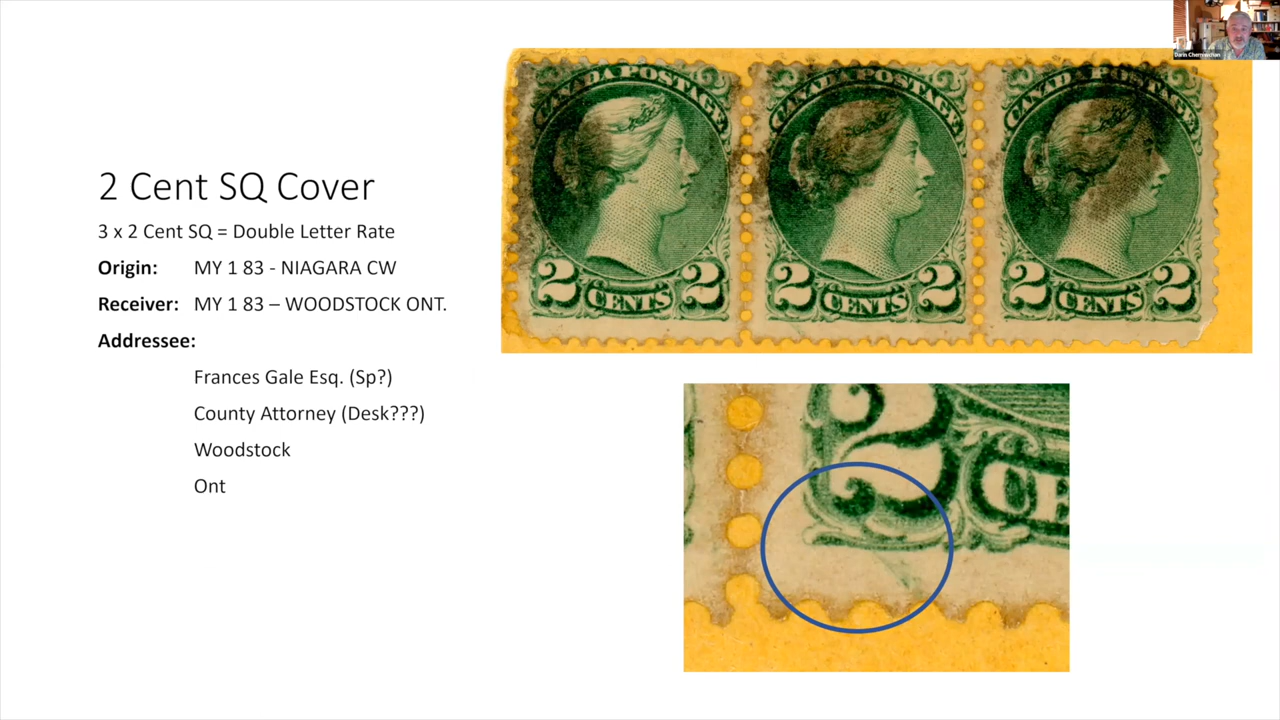 2 Cent SQ Cover
3 x 2 Cent SQ = Double Letter Rate
Origin: MY 1 83 - NIAGARA CW
Receiver: MY 1 83 – WOODSTOCK ONT.
Addressee:
Frances Gale Esq. (Sp?)
County Attorney (Desk???)
Woodstock
Ont
CANADA POSTAGE CANADA POSTAGE CANADA POSTAGE
2 CENTS 2 2 CENTS 2 2 CENTS 2
2 CE